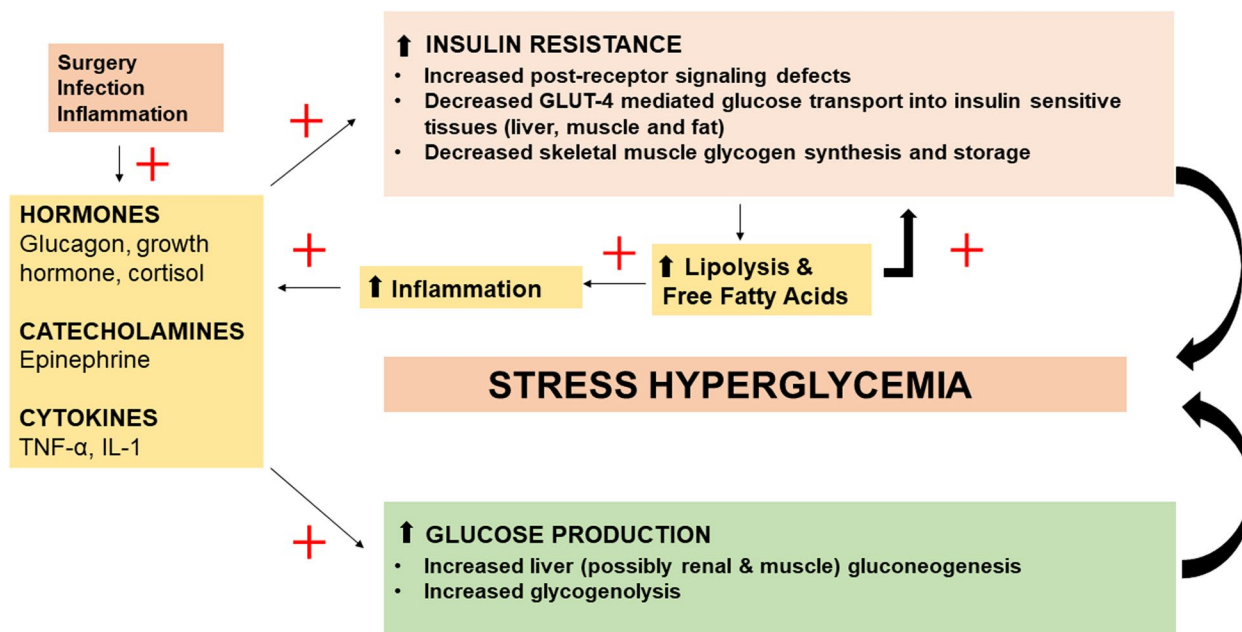 Surgery
Infection
Inflammation
HORMONES
Glucagon, growth
hormone, cortisol
CATECHOLAMINES
Epinephrine
CYTOKINES
TNF-α, IL-1
INSULIN RESISTANCE
• Increased post-receptor signaling defects
• Decreased GLUT-4 mediated glucose transport into insulin sensitive
tissues (liver, muscle and fat)
• Decreased skeletal muscle glycogen synthesis and storage
Lipolysis &
Free Fatty Acids
Inflammation
STRESS HYPERGLYCEMIA
GLUCOSE PRODUCTION
• Increased liver (possibly renal & muscle) gluconeogenesis
• Increased glycogenolysis